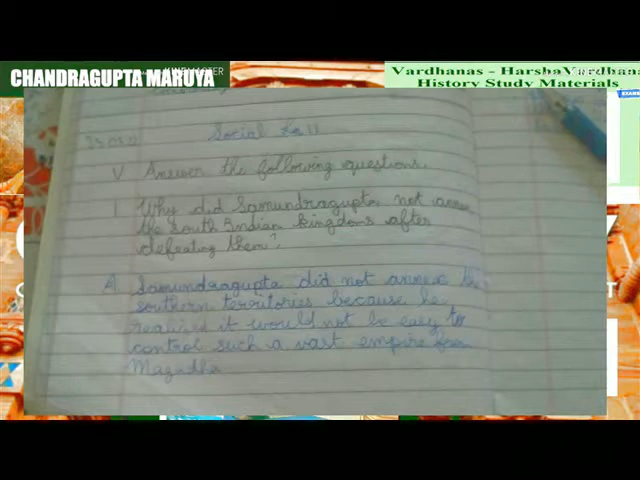 CHANDRAGUPTA MARUYA
Vardhanas - HarshaVardhana
History Study Materials
Social Ls 11
V Answer the following questions.
1 Why did Samundragupta not annex
the south Indian kingdoms after
defeating them?
A Samundragupta did not annex the
southern territories because he
realised it would not be easy to
control such a vast empire from
Magadha